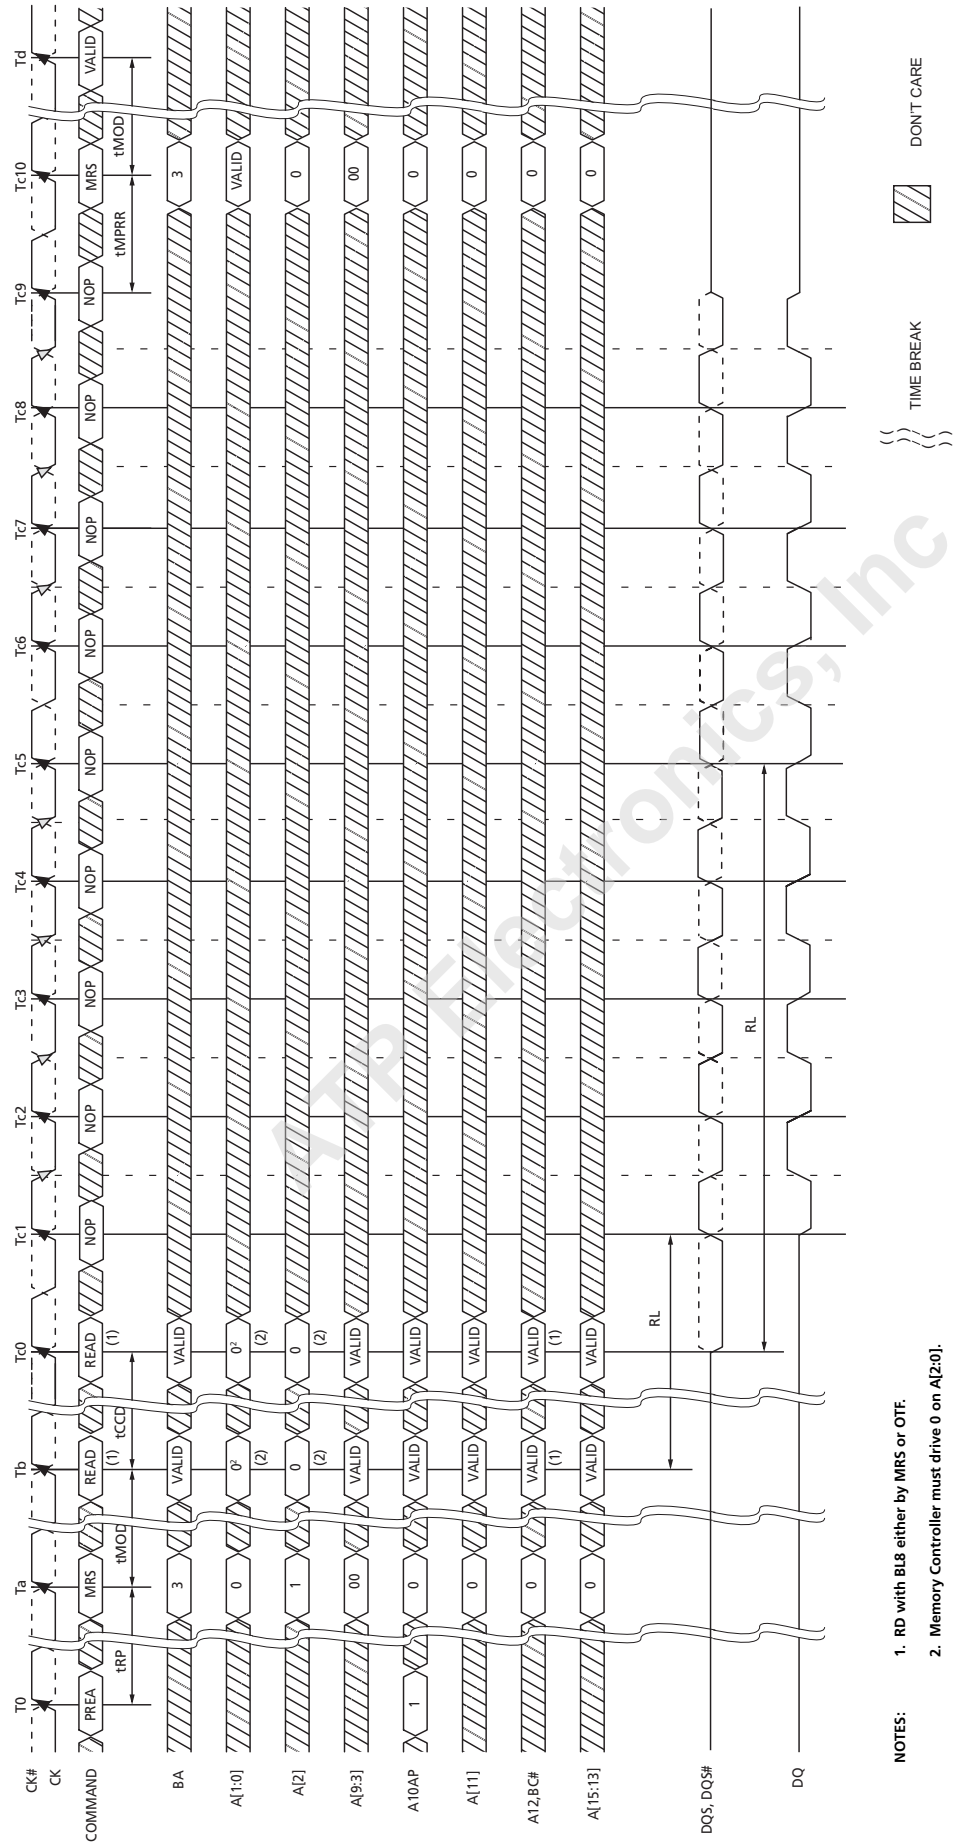 T0 Ta Tb Tc0 Tc1 Tc2 Tc3 Tc4 Tc5 Tc6 Tc7 Tc8 Tc9 Tc10 Td
CK#
CK
COMMAND PREA MRS READ READ NOP NOP NOP NOP NOP NOP NOP NOP NOP MRS VALID
(1) (1)
tRP tMOD tCCD tMPRR tMOD
BA 3 VALID VALID 3
A[1:0] 0 0² 0² VALID
(2) (2)
A[2] 1 0 0 0
(2) (2)
A[9:3] 00 VALID VALID 00
A10AP 1 0 VALID VALID 0
A[11] 0 VALID VALID 0
A12,BC# 0 VALID VALID 0
(1) (1)
A[15:13] 0 VALID VALID 0
RL
DQS, DQS#
RL
DQ
NOTES:
1. RD with BL8 either by MRS or OTF.
2. Memory Controller must drive 0 on A[2:0].
TIME BREAK
DON'T CARE
ATP Electronics, Inc